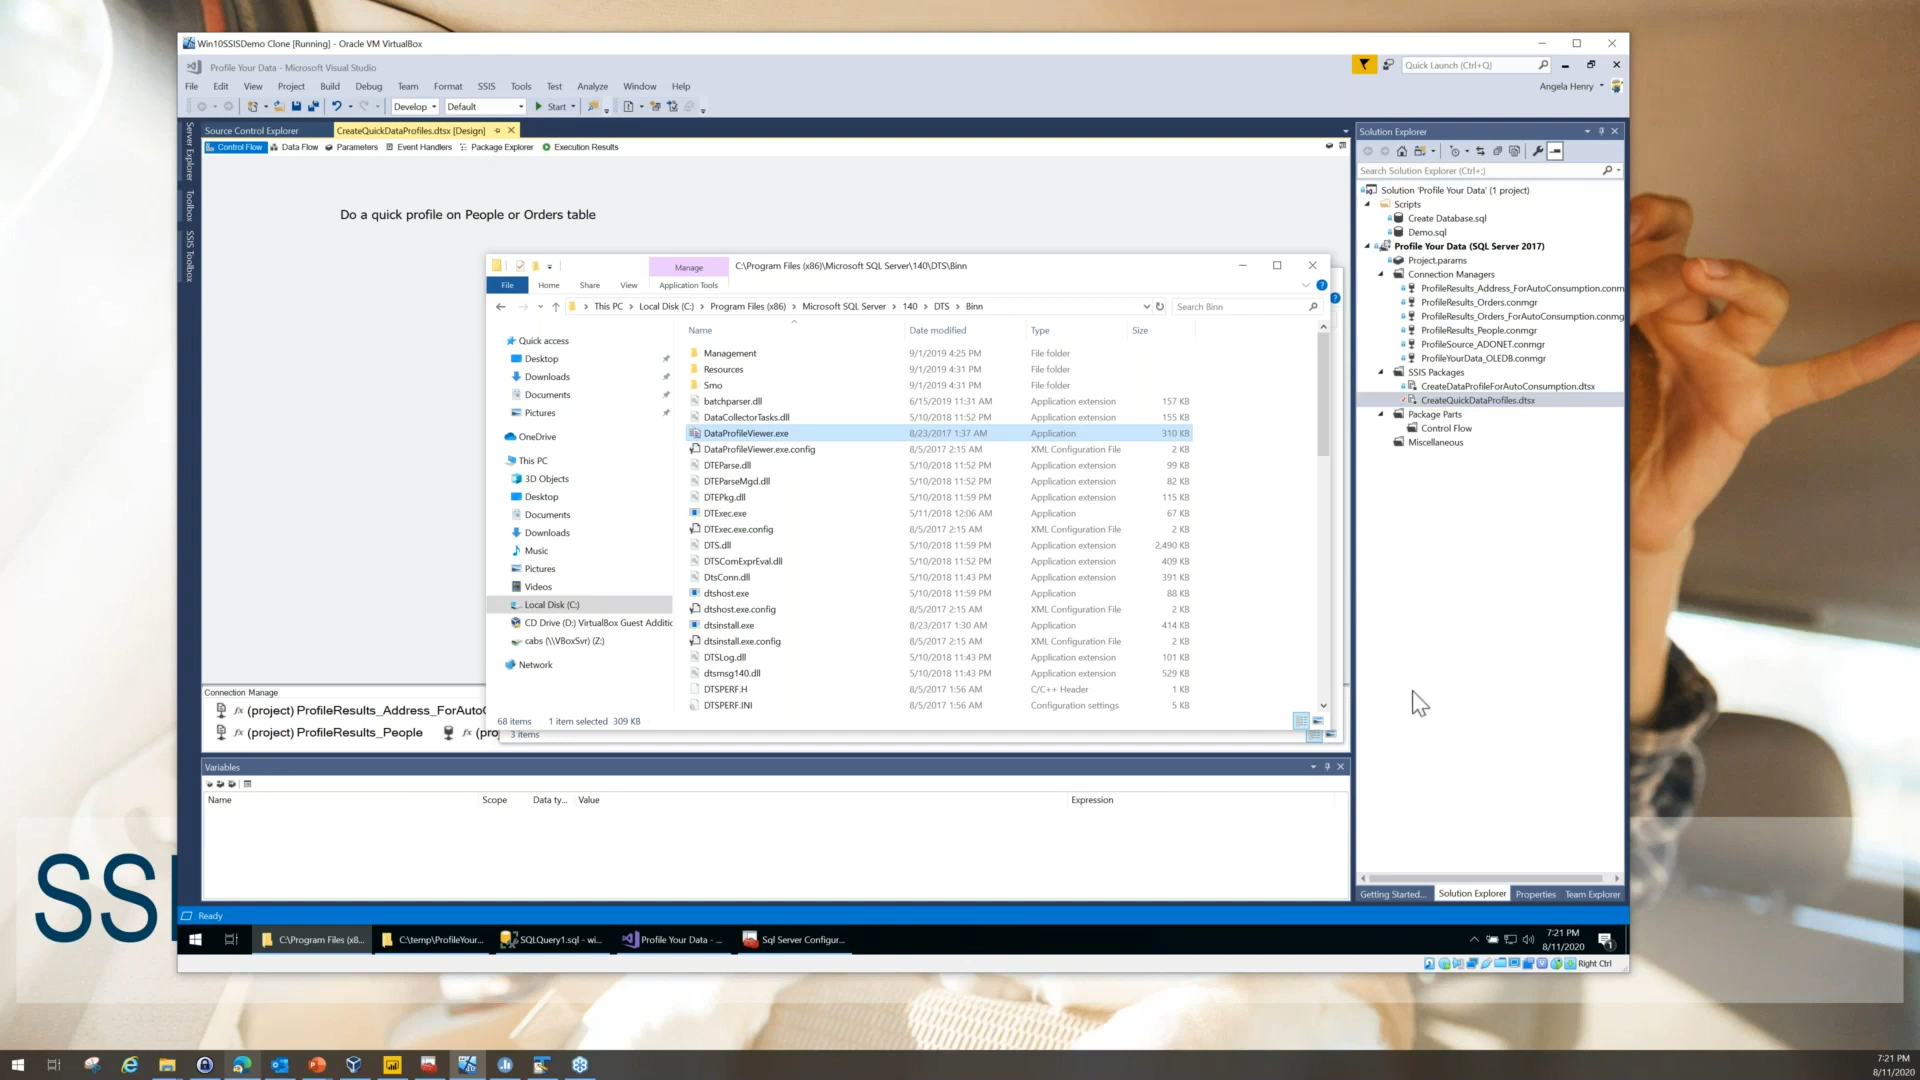 Win10SSISDemo Clone [Running] - Oracle VM VirtualBox
Profile Your Data - Microsoft Visual Studio
Quick Launch (Ctrl+Q)
File Edit View Project Build Debug Team Format SSIS Tools Test Analyze Window Help
Angela Henry
Develop Default Start
Source Control Explorer CreateQuickDataProfiles.dtsx [Design]
Control Flow Data Flow Parameters Event Handlers Package Explorer Execution Results
Server Explorer
Toolbox
SSIS Toolbox
Do a quick profile on People or Orders table
Manage C:\Program Files (x86)\Microsoft SQL Server\140\DTS\Binn
File Home Share View Application Tools
This PC Local Disk (C:) Program Files (x86) Microsoft SQL Server 140 DTS Binn
Search Binn
Quick access
Desktop
Downloads
Documents
Pictures
OneDrive
This PC
3D Objects
Desktop
Documents
Downloads
Music
Pictures
Videos
Local Disk (C:)
CD Drive (D:) VirtualBox Guest Additic
cabs (\\VBoxSvr) (Z:)
Network
Name Date modified Type Size
Management 9/1/2019 4:25 PM File folder
Resources 9/1/2019 4:31 PM File folder
Smo 9/1/2019 4:31 PM File folder
batchparser.dll 6/15/2019 11:31 AM Application extension 157 KB
DataCollectorTasks.dll 5/10/2018 11:52 PM Application extension 155 KB
DataProfileViewer.exe 8/23/2017 1:37 AM Application 310 KB
DataProfileViewer.exe.config 8/5/2017 2:15 AM XML Configuration File 2 KB
DTEParse.dll 5/10/2018 11:52 PM Application extension 99 KB
DTEParseMgd.dll 5/10/2018 11:52 PM Application extension 82 KB
DTEPkg.dll 5/10/2018 11:59 PM Application extension 115 KB
DTExec.exe 5/11/2018 12:06 AM Application 67 KB
DTExec.exe.config 8/5/2017 2:15 AM XML Configuration File 2 KB
DTS.dll 5/10/2018 11:59 PM Application extension 2,490 KB
DTSComExprEval.dll 5/10/2018 11:52 PM Application extension 409 KB
DtsConn.dll 5/10/2018 11:43 PM Application extension 391 KB
dtshost.exe 5/10/2018 11:59 PM Application 88 KB
dtshost.exe.config 8/5/2017 2:15 AM XML Configuration File 2 KB
dtsinstall.exe 8/23/2017 1:30 AM Application 414 KB
dtsinstall.exe.config 8/5/2017 2:15 AM XML Configuration File 2 KB
DTSLog.dll 5/10/2018 11:43 PM Application extension 101 KB
dtsmsg140.dll 5/10/2018 11:43 PM Application extension 529 KB
DTSPERF.H 8/5/2017 1:56 AM C/C++ Header 1 KB
DTSPERF.INI 8/5/2017 1:56 AM Configuration settings 5 KB
68 items 1 item selected 309 KB
3 items
Connection Manage
fx (project) ProfileResults_Address_ForAutoC
fx (project) ProfileResults_People fx (pro
Variables
Name Scope Data ty... Value Expression
Solution Explorer
Search Solution Explorer (Ctrl+;)
Solution 'Profile Your Data' (1 project)
Scripts
Create Database.sql
Demo.sql
Profile Your Data (SQL Server 2017)
Project.params
Connection Managers
ProfileResults_Address_ForAutoConsumption.conm
ProfileResults_Orders.conmgr
ProfileResults_Orders_ForAutoConsumption.conmg
ProfileResults_People.conmgr
ProfileSource_ADONET.conmgr
ProfileYourData_OLEDB.conmgr
SSIS Packages
CreateDataProfileForAutoConsumption.dtsx
CreateQuickDataProfiles.dtsx
Package Parts
Control Flow
Miscellaneous
Getting Started... Solution Explorer Properties Team Explorer
Ready
C:\Program Files (x8... C:\temp\ProfileYour... SQLQuery1.sql - wi... Profile Your Data - ... Sql Server Configur...
7:21 PM
8/11/2020
1
Right Ctrl
SSI
7:21 PM
8/11/2020